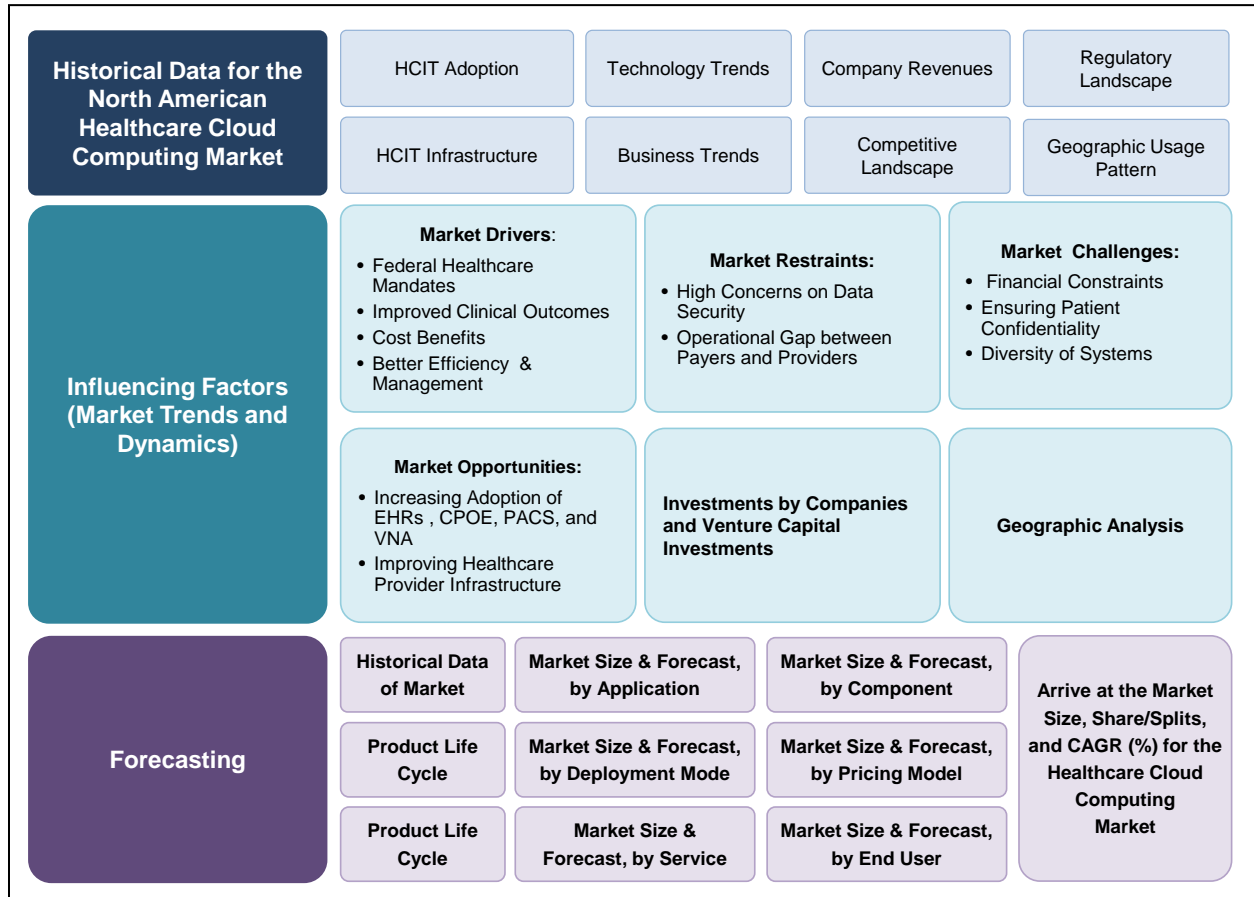 Historical Data for the
North American
Healthcare Cloud
Computing Market
HCIT Adoption
Technology Trends
Company Revenues
Regulatory
Landscape
HCIT Infrastructure
Business Trends
Competitive
Landscape
Geographic Usage
Pattern
Influencing Factors
(Market Trends and
Dynamics)
Market Drivers:
• Federal Healthcare
Mandates
• Improved Clinical Outcomes
• Cost Benefits
• Better Efficiency & 
Management
Market Restraints:
• High Concerns on Data
Security
• Operational Gap between
Payers and Providers
Market Challenges:
• Financial Constraints
• Ensuring Patient
Confidentiality
• Diversity of Systems
Market Opportunities:
• Increasing Adoption of
EHRs , CPOE, PACS, and
VNA
• Improving Healthcare
Provider Infrastructure
Investments by Companies
and Venture Capital
Investments
Geographic Analysis
Forecasting
Historical Data
of Market
Market Size & Forecast,
by Application
Market Size & Forecast,
by Component
Product Life
Cycle
Market Size & Forecast,
by Deployment Mode
Market Size & Forecast,
by Pricing Model
Product Life
Cycle
Market Size &
Forecast, by Service
Market Size & Forecast,
by End User
Arrive at the Market
Size, Share/Splits,
and CAGR (%) for the
Healthcare Cloud
Computing
Market